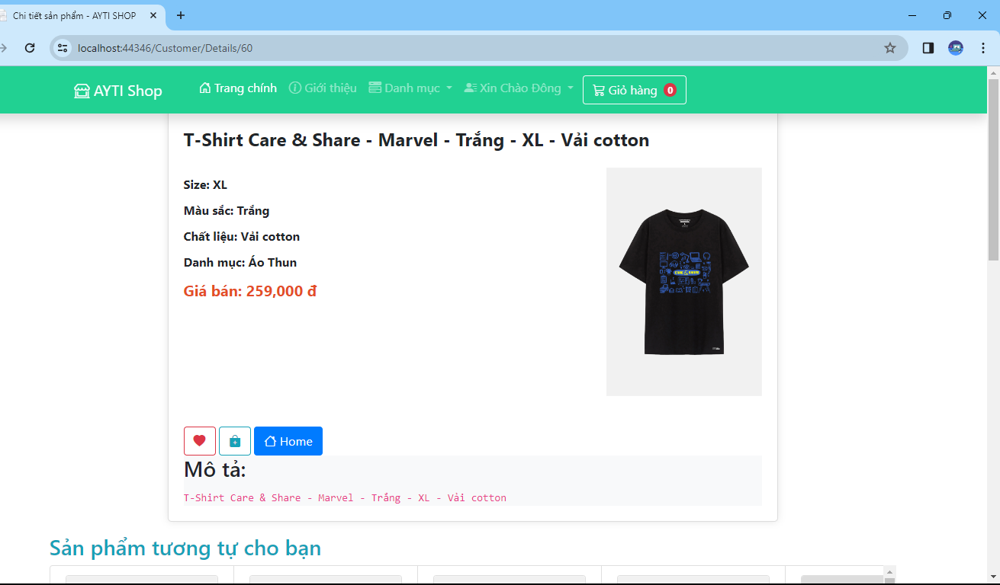 Chi tiết sản phẩm - AYTI SHOP
localhost:44346/Customer/Details/60
AYTI Shop
Trang chính
Giới thiệu
Danh mục
Xin Chào Đông
Giỏ hàng 0
T-Shirt Care & Share - Marvel - Trắng - XL - Vải cotton
Size: XL
Màu sắc: Trắng
Chất liệu: Vải cotton
Danh mục: Áo Thun
Giá bán: 259,000 đ
CARE & SHARE
Home
Mô tả:
T-Shirt Care & Share - Marvel - Trắng - XL - Vải cotton
Sản phẩm tương tự cho bạn